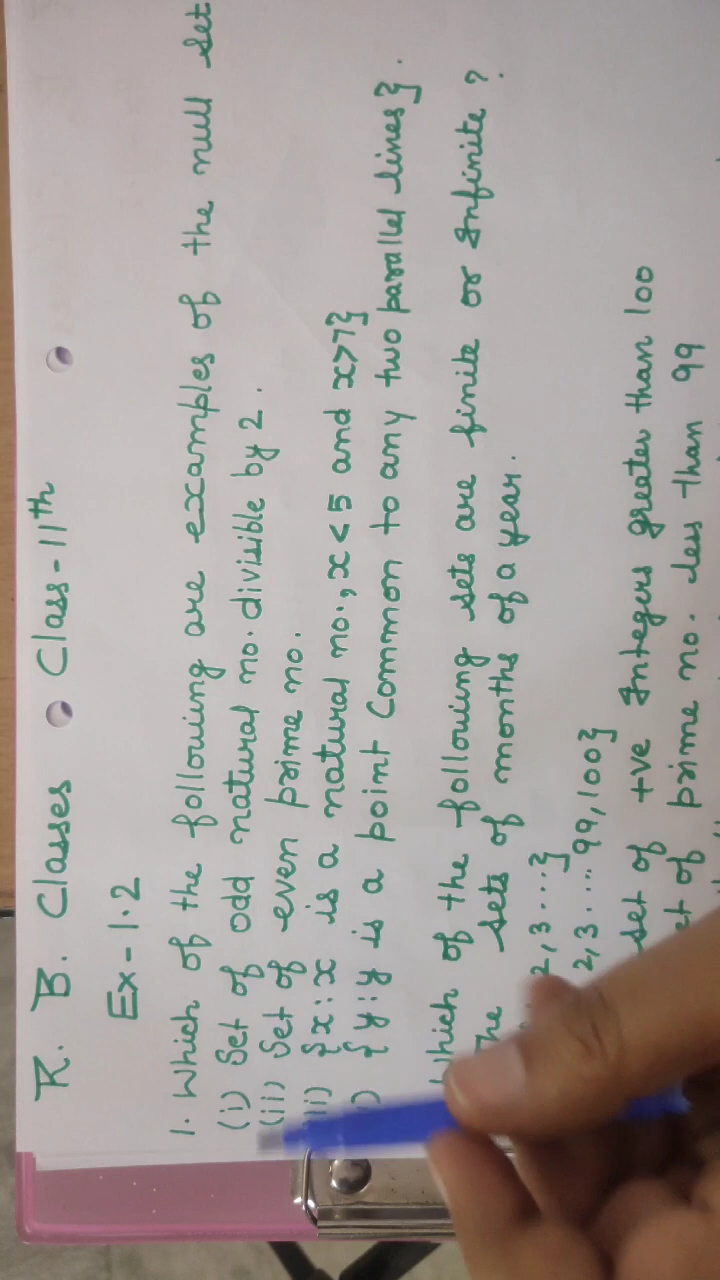 R. B. Classes Class-11th
Ex-1.2
1. Which of the following are examples of the null set
(i) Set of odd natural no. divisible by 2.
(ii) Set of even prime no.
{x:x is a natural no., x<5 and x>7}
{y:y is a point Common to any two parallel lines}.
which of the following sets are finite or Infinite?
The sets of months of a year.
2,3...}
2,3....99,100}
set of +ve Integers greater than 100
of prime no. less than 99